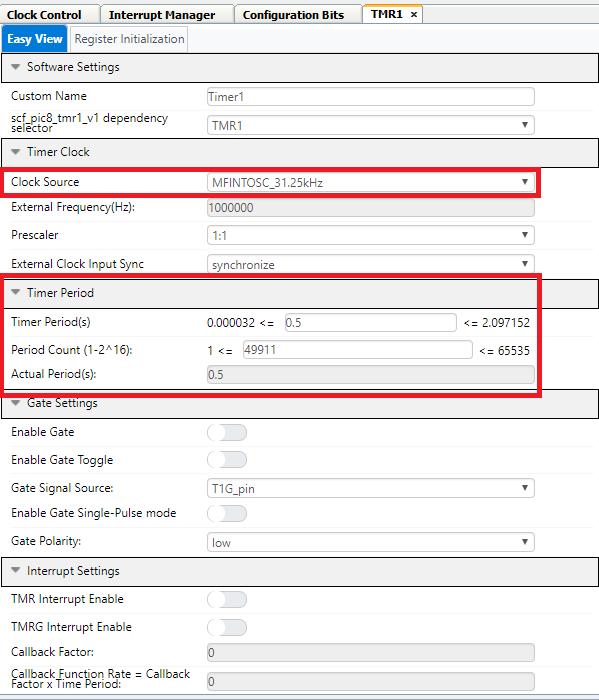 Clock Control Interrupt Manager Configuration Bits TMR1 ×
Easy View Register Initialization
Software Settings
Custom Name Timer1
scf_pic8_tmr1_v1 dependency
selector TMR1
Timer Clock
Clock Source MFINTOSC_31.25kHz
External Frequency(Hz): 1000000
Prescaler 1:1
External Clock Input Sync synchronize
Timer Period
Timer Period(s) 0.000032 <= 0.5 <= 2.097152
Period Count (1-2^16): 1 <= 49911 <= 65535
Actual Period(s): 0.5
Gate Settings
Enable Gate
Enable Gate Toggle
Gate Signal Source: T1G_pin
Enable Gate Single-Pulse mode
Gate Polarity: low
Interrupt Settings
TMR Interrupt Enable
TMRG Interrupt Enable
Callback Factor: 0
Callback Function Rate = Callback
Factor x Time Period: 0